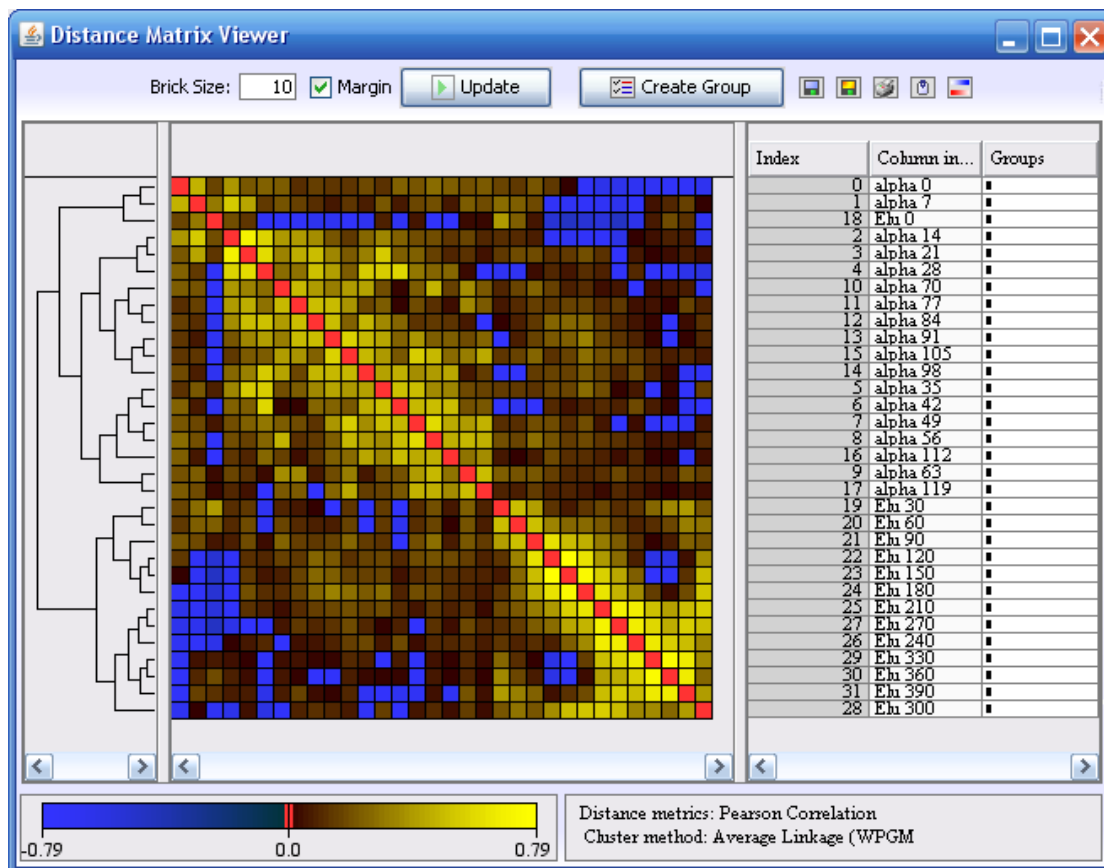 Distance Matrix Viewer
Brick Size: 10 Margin Update Create Group
Index Column in... Groups
0 alpha 0
1 alpha 7
18 Elu 0
2 alpha 14
3 alpha 21
4 alpha 28
10 alpha 70
11 alpha 77
12 alpha 84
13 alpha 91
15 alpha 105
14 alpha 98
5 alpha 35
6 alpha 42
7 alpha 49
8 alpha 56
16 alpha 112
9 alpha 63
17 alpha 119
19 Elu 30
20 Elu 60
21 Elu 90
22 Elu 120
23 Elu 150
24 Elu 180
25 Elu 210
27 Elu 270
26 Elu 240
29 Elu 330
30 Elu 360
31 Elu 390
28 Elu 300
-0.79 0.0 0.79
Distance metrics: Pearson Correlation
Cluster method: Average Linkage (WPGM